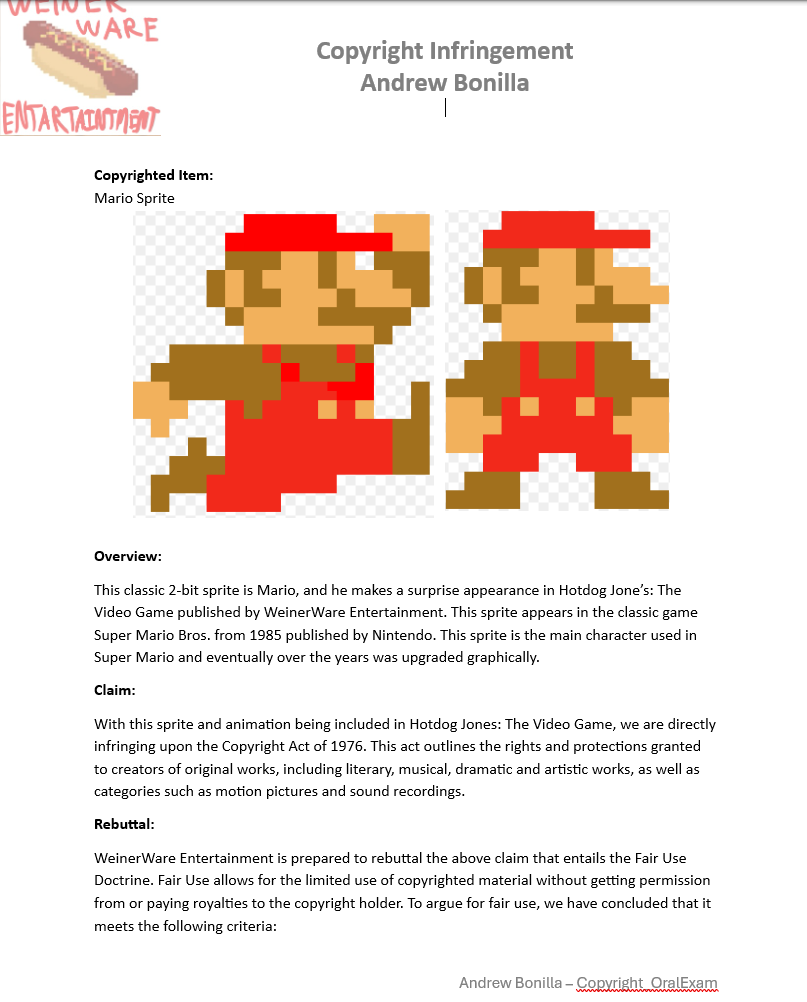 WEINER
WARE
ENTARTAINTMENT
Copyright Infringement
Andrew Bonilla
Copyrighted Item:
Mario Sprite
Overview:
This classic 2-bit sprite is Mario, and he makes a surprise appearance in Hotdog Jone’s: The
Video Game published by WeinerWare Entertainment. This sprite appears in the classic game
Super Mario Bros. from 1985 published by Nintendo. This sprite is the main character used in
Super Mario and eventually over the years was upgraded graphically.
Claim:
With this sprite and animation being included in Hotdog Jones: The Video Game, we are directly
infringing upon the Copyright Act of 1976. This act outlines the rights and protections granted
to creators of original works, including literary, musical, dramatic and artistic works, as well as
categories such as motion pictures and sound recordings.
Rebuttal:
WeinerWare Entertainment is prepared to rebuttal the above claim that entails the Fair Use
Doctrine. Fair Use allows for the limited use of copyrighted material without getting permission
from or paying royalties to the copyright holder. To argue for fair use, we have concluded that it
meets the following criteria:
Andrew Bonilla – Copyright_OralExam